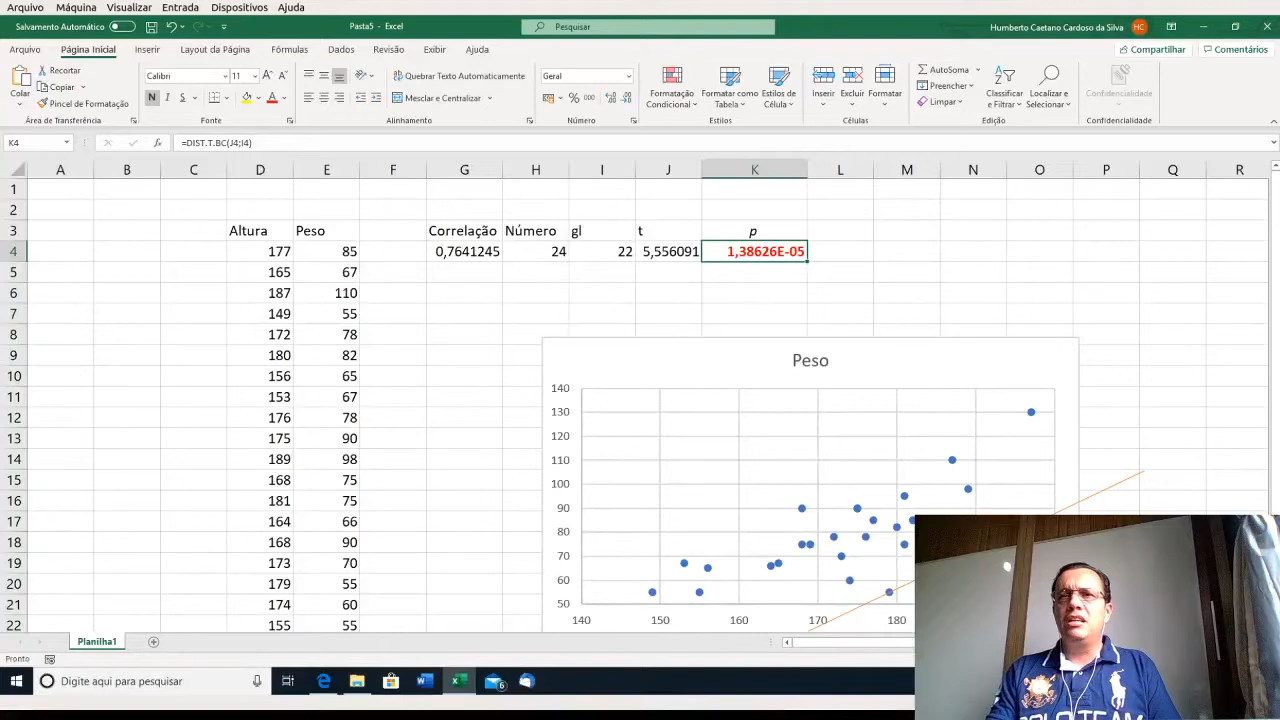 Arquivo Máquina Visualizar Entrada Dispositivos Ajuda
Salvamento Automático Pasta5 - Excel Pesquisar Humberto Caetano Cardoso da Silva HC
Arquivo Página Inicial Inserir Layout da Página Fórmulas Dados Revisão Exibir Ajuda Compartilhar Comentários
Colar Recortar Copiar Pincel de Formatação
Calibri 11 N I S A
Quebrar Texto Automaticamente Mesclar e Centralizar
Geral % 000
Formatação Condicional Formatar como Tabela Estilos de Célula
Inserir Excluir Formatar
AutoSoma Preencher Limpar Classificar e Filtrar Localizar e Selecionar
Confidencialidade
Área de Transferência Fonte Alinhamento Número Estilos Células Edição Confidencialidade
K4 fx =DIST.T.BC(J4;I4)
A B C D E F G H I J K L M N O P Q R
1
2
3 Altura Peso Correlação Número gl t p
4 177 85 0,7641245 24 22 5,556091 1,38626E-05
5 165 67
6 187 110
7 149 55
8 172 78
9 180 82
10 156 65
11 153 67
12 176 78
13 175 90
14 189 98
15 168 75
16 181 75
17 164 66
18 168 90
19 173 70
20 179 55
21 174 60
22 155 55
Peso
140
130
120
110
100
90
80
70
60
50
140 150 160 170 180
Planilha1
Pronto
Digite aqui para pesquisar
6
POLO TEAM